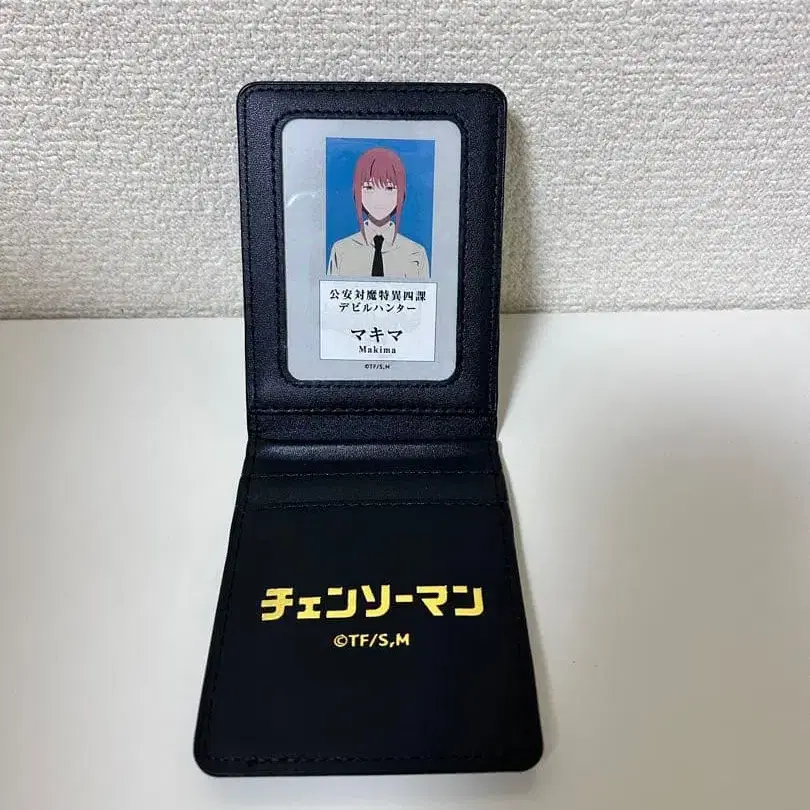 公安対魔特異四課
デビルハンター
マキマ
Makima
©TF/S,M
チェンソーマン
©TF/S,M